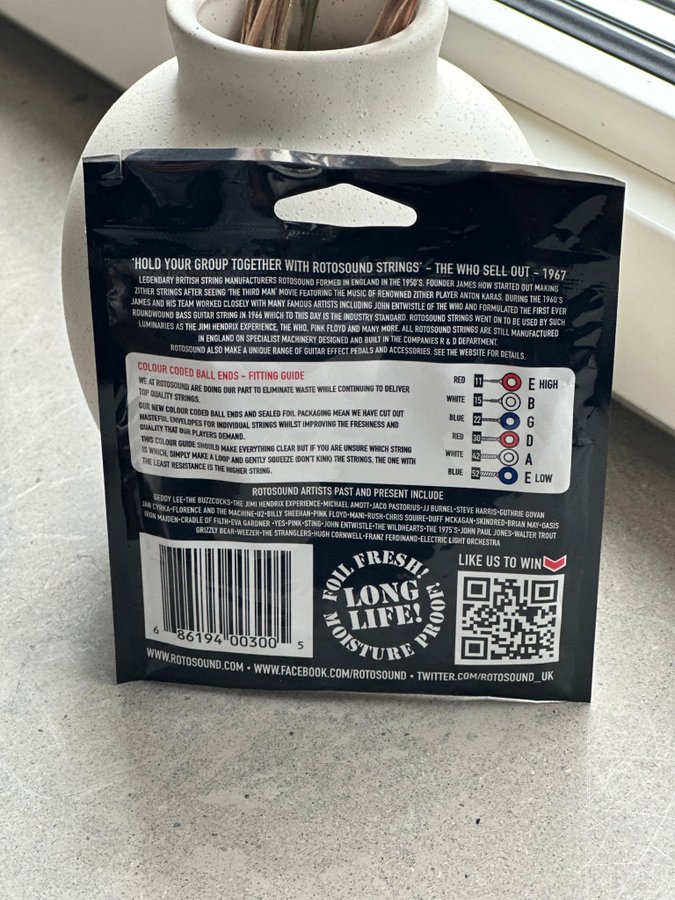 'HOLD YOUR GROUP TOGETHER WITH ROTOSOUND STRINGS' - THE WHO SELL OUT - 1967
LEGENDARY BRITISH STRING MANUFACTURERS ROTOSOUND FORMED IN ENGLAND IN THE 1950'S. FOUNDER JAMES HOW STARTED OUT MAKING
ZITHER STRINGS AFTER SEEING 'THE THIRD MAN' MOVIE FEATURING THE MUSIC OF RENOWNED ZITHER PLAYER ANTON KARAS. DURING THE 1960'S
JAMES AND HIS TEAM WORKED CLOSELY WITH MANY FAMOUS ARTISTS INCLUDING JOHN ENTWISTLE OF THE WHO AND FORMULATED THE FIRST EVER
ROUNDWOUND BASS GUITAR STRING IN 1966 WHICH TO THIS DAY IS THE INDUSTRY STANDARD. ROTOSOUND STRINGS WENT ON TO BE USED BY SUCH
LUMINARIES AS THE JIMI HENDRIX EXPERIENCE, THE WHO, PINK FLOYD AND MANY MORE. ALL ROTOSOUND STRINGS ARE STILL MANUFACTURED
IN ENGLAND ON SPECIALIST MACHINERY DESIGNED AND BUILT IN THE COMPANIES R & D DEPARTMENT.
ROTOSOUND ALSO MAKE A UNIQUE RANGE OF GUITAR EFFECT PEDALS AND ACCESSORIES. SEE THE WEBSITE FOR DETAILS.
COLOUR CODED BALL ENDS - FITTING GUIDE
WE AT ROTOSOUND ARE DOING OUR PART TO ELIMINATE WASTE WHILE CONTINUING TO DELIVER
TOP QUALITY STRINGS.
OUR NEW COLOUR CODED BALL ENDS AND SEALED FOIL PACKAGING MEAN WE HAVE CUT OUT
WASTEFUL ENVELOPES FOR INDIVIDUAL STRINGS WHILST IMPROVING THE FRESHNESS AND
QUALITY THAT OUR PLAYERS DEMAND.
THIS COLOUR GUIDE SHOULD MAKE EVERYTHING CLEAR BUT IF YOU ARE UNSURE WHICH STRING
IS WHICH, SIMPLY MAKE A LOOP AND GENTLY SQUEEZE (DON'T KINK) THE STRINGS. THE ONE WITH
THE LEAST RESISTANCE IS THE HIGHER STRING.
RED 11 E HIGH
WHITE 15 B
BLUE 22 G
RED 30 D
WHITE 42 A
BLUE 52 E LOW
ROTOSOUND ARTISTS PAST AND PRESENT INCLUDE
GEDDY LEE•THE BUZZCOCKS•THE JIMI HENDRIX EXPERIENCE•MICHAEL AMOTT•JACO PASTORIUS•JJ BURNEL•STEVE HARRIS•GUTHRIE GOVAN
JAN CYRKA•FLORENCE AND THE MACHINE•U2•BILLY SHEEHAN•PINK FLOYD•MANI•RUSH•CHRIS SQUIRE•DUFF MCKAGAN•SKINDRED•BRIAN MAY•OASIS
IRON MAIDEN•CRADLE OF FILTH•EVA GARDNER•YES•PINK•STING•JOHN ENTWISTLE•THE WILDHEARTS•THE 1975'S•JOHN PAUL JONES•WALTER TROUT
GRIZZLY BEAR•WEEZER•THE STRANGLERS•HUGH CORNWELL•FRANZ FERDINAND•ELECTRIC LIGHT ORCHESTRA
6 86194 00300 5
FOIL FRESH!
LONG
LIFE!
MOISTURE PROOF
LIKE US TO WIN
WWW.ROTOSOUND.COM • WWW.FACEBOOK.COM/ROTOSOUND • TWITTER.COM/ROTOSOUND_UK